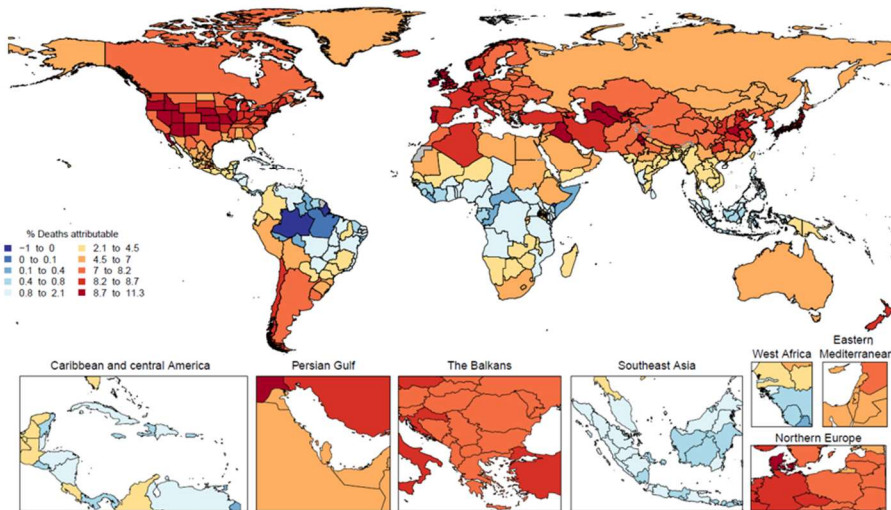 % Deaths attributable
−1 to 0
0 to 0.1
0.1 to 0.4
0.4 to 0.8
0.8 to 2.1
2.1 to 4.5
4.5 to 7
7 to 8.2
8.2 to 8.7
8.7 to 11.3
Caribbean and central America
Persian Gulf
The Balkans
Southeast Asia
West Africa
Eastern
Mediterranean
Northern Europe